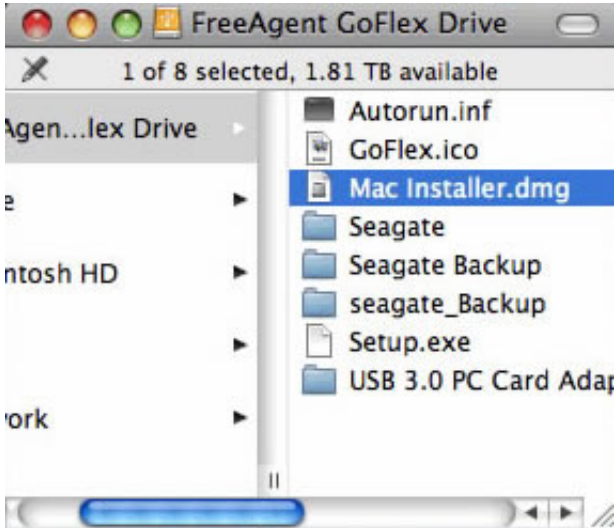 FreeAgent GoFlex Drive
1 of 8 selected, 1.81 TB available
Agen...lex Drive
e
ntosh HD
ork
Autorun.inf
GoFlex.ico
Mac Installer.dmg
Seagate
Seagate Backup
seagate_Backup
Setup.exe
USB 3.0 PC Card Adap